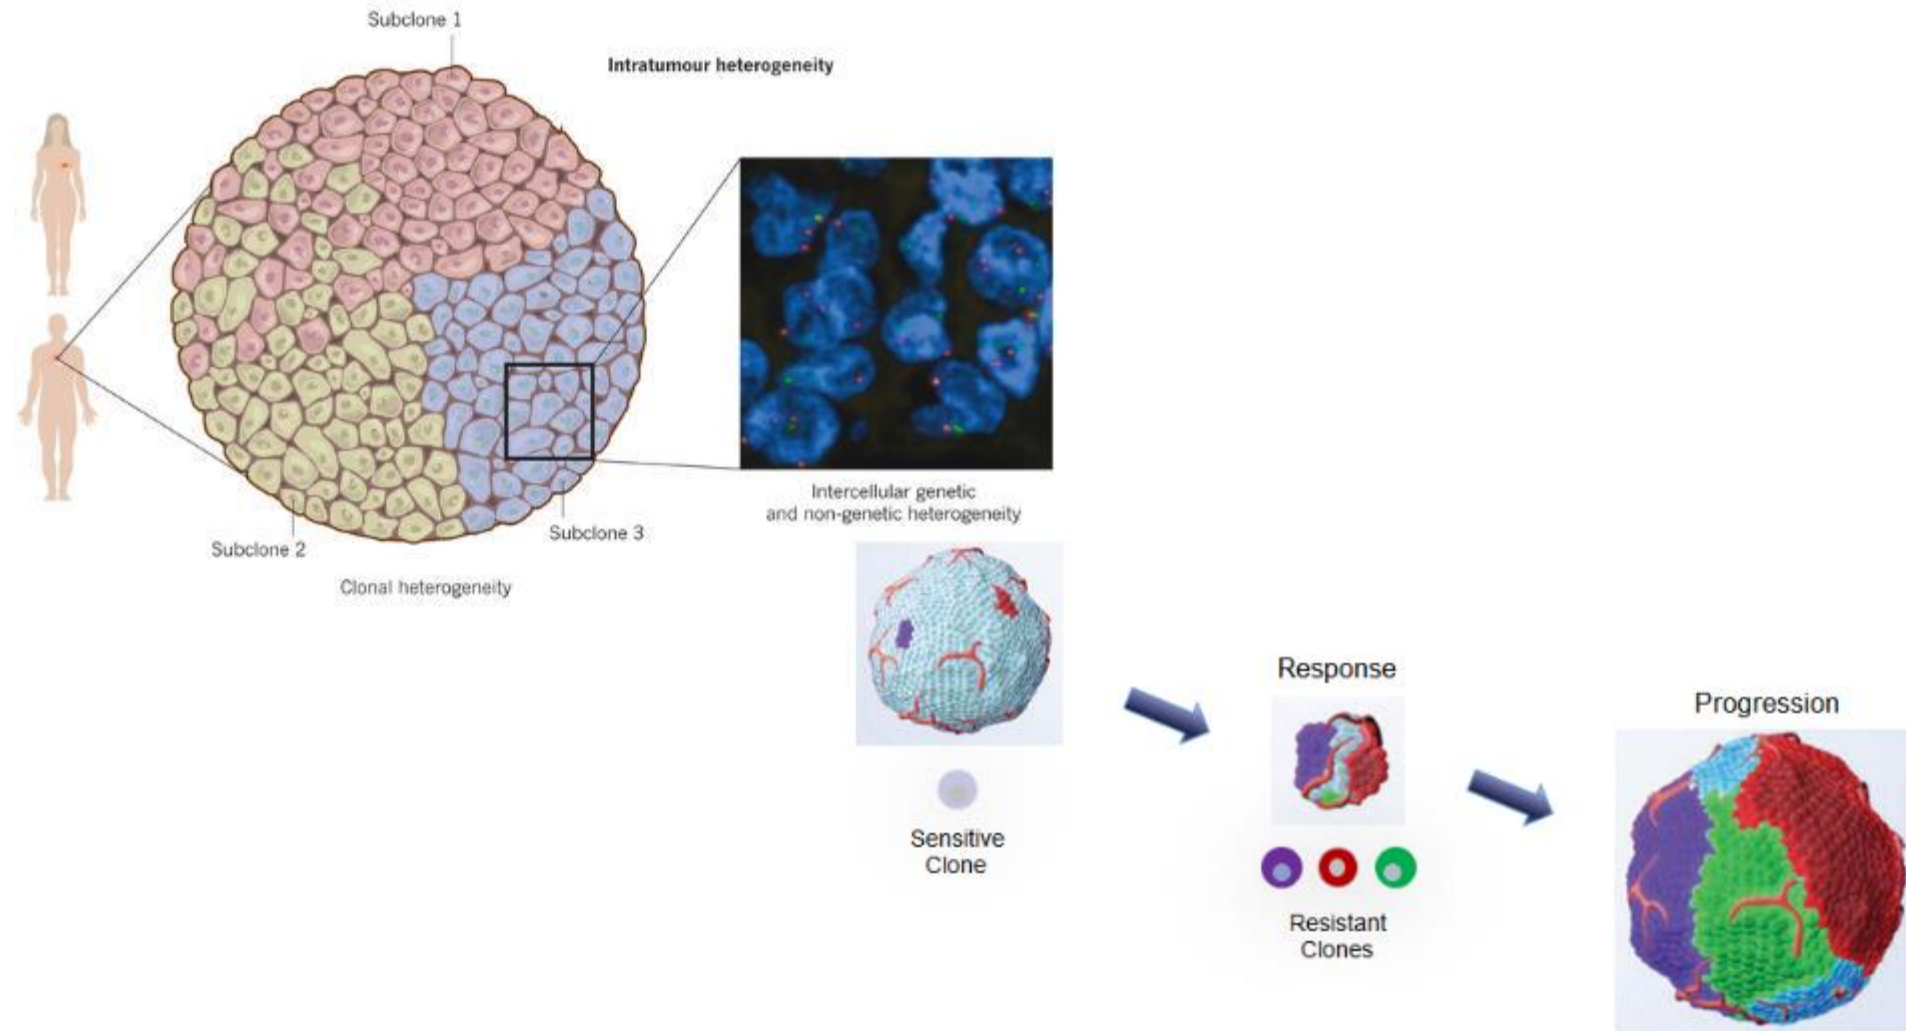 Subclone 1
Intratumour heterogeneity
Intercellular genetic
and non-genetic heterogeneity
Subclone 3
Subclone 2
Clonal heterogeneity
Response
Progression
Sensitive
Clone
Resistant
Clones